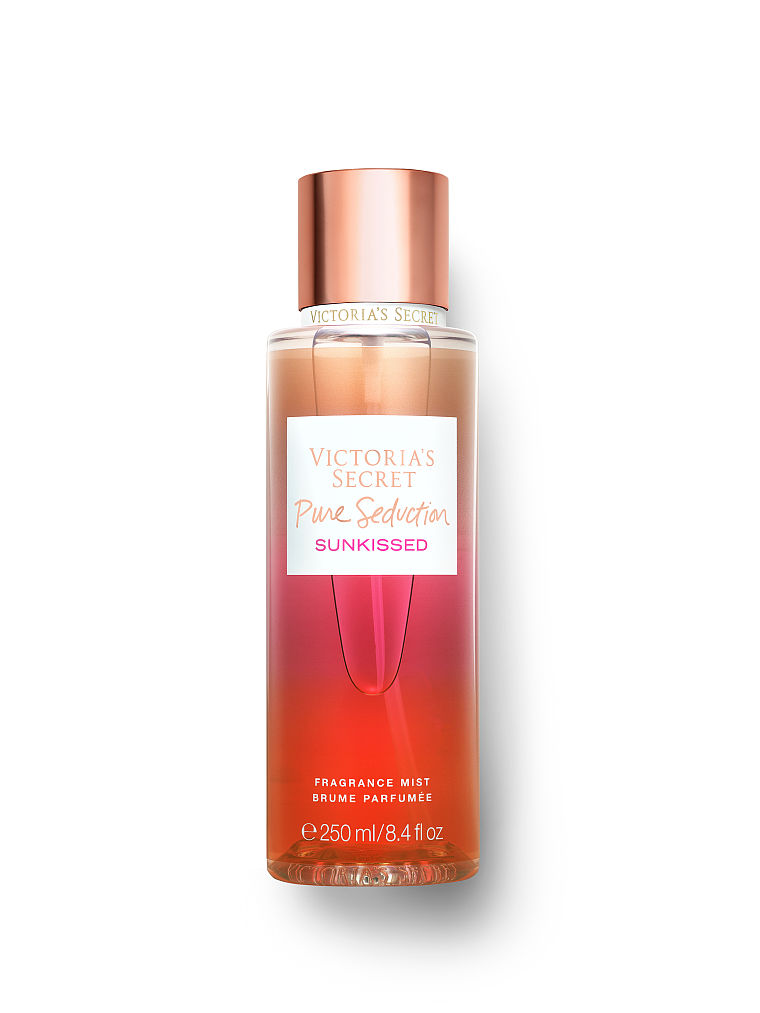 VICTORIA'S SECRET
VICTORIA'S
SECRET
Pure Seduction
SUNKISSED
FRAGRANCE MIST
BRUME PARFUMÉE
℮ 250 ml/8.4 fl oz